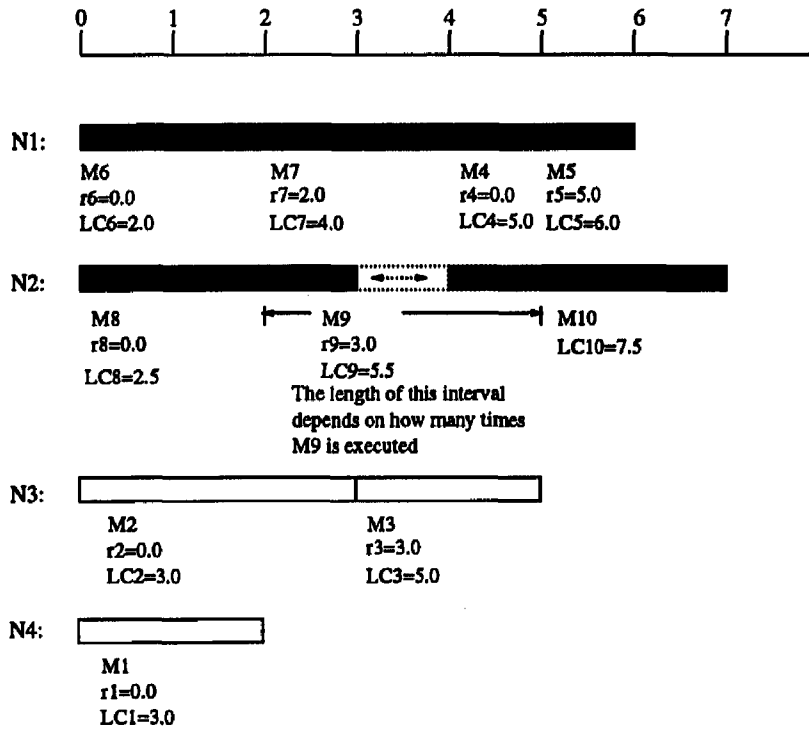 0 1 2 3 4 5 6 7
N1:
M6 M7 M4 M5
r6=0.0 r7=2.0 r4=0.0 r5=5.0
LC6=2.0 LC7=4.0 LC4=5.0 LC5=6.0
N2:
M8 M9 M10
r8=0.0 r9=3.0 LC10=7.5
LC8=2.5 LC9=5.5
The length of this interval
depends on how many times
M9 is executed
N3:
M2 M3
r2=0.0 r3=3.0
LC2=3.0 LC3=5.0
N4:
M1
r1=0.0
LC1=3.0